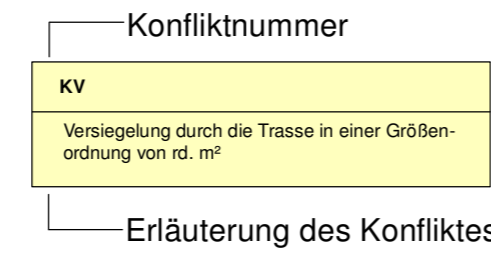 Konfliktnummer
KV
Versiegelung durch die Trasse in einer Größen-
ordnung von rd. m²
Erläuterung des Konfliktes